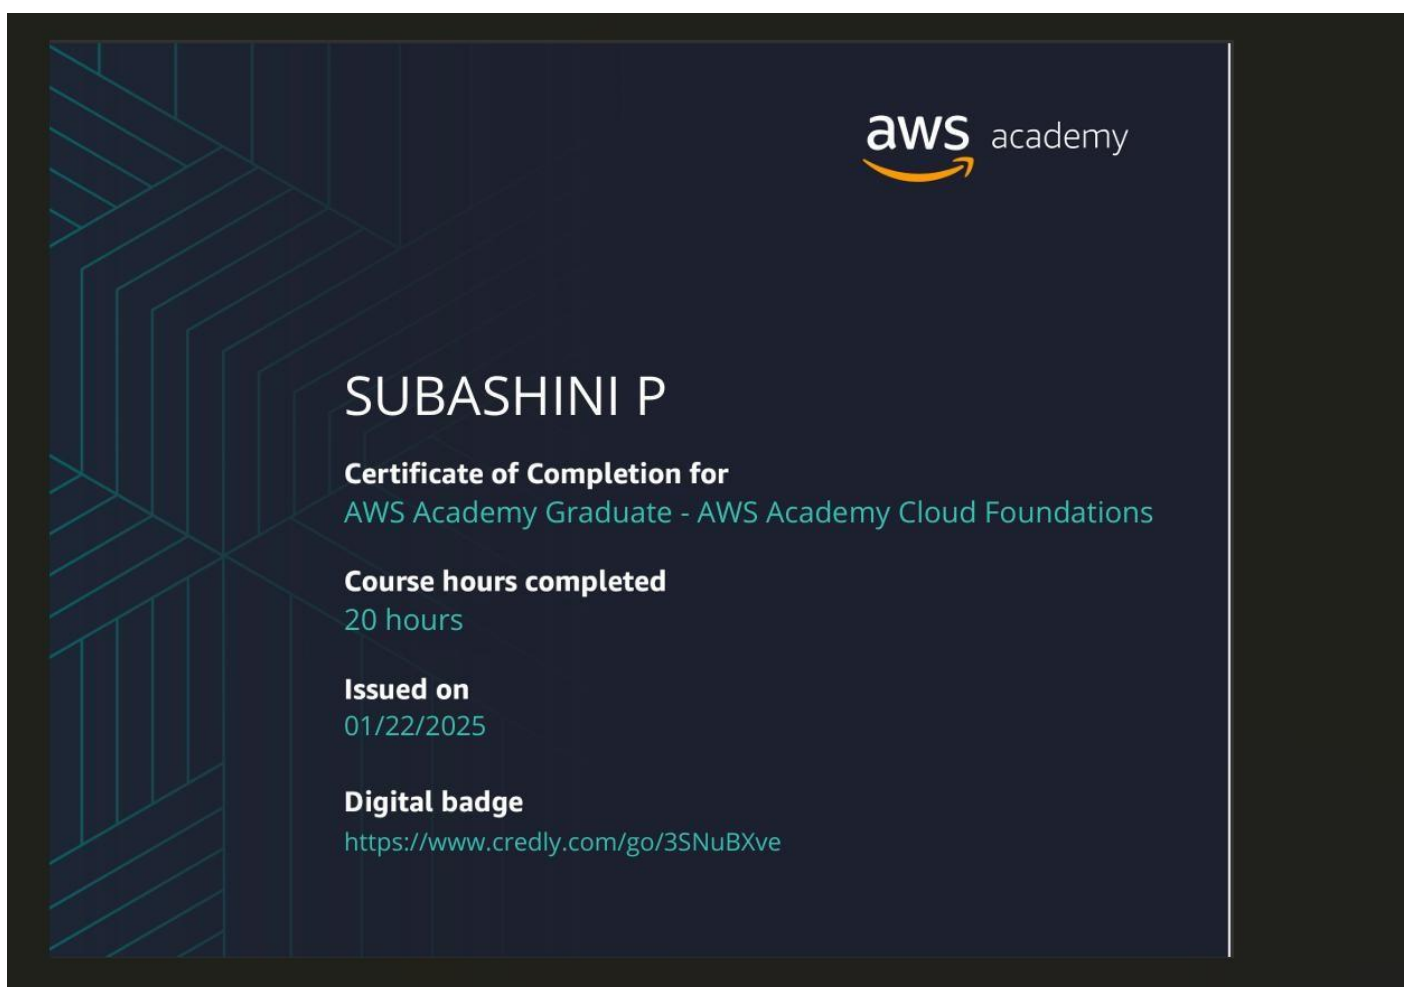 aws academy
SUBASHINI P
Certificate of Completion for
AWS Academy Graduate - AWS Academy Cloud Foundations
Course hours completed
20 hours
Issued on
01/22/2025
Digital badge
https://www.credly.com/go/3SNuBXve